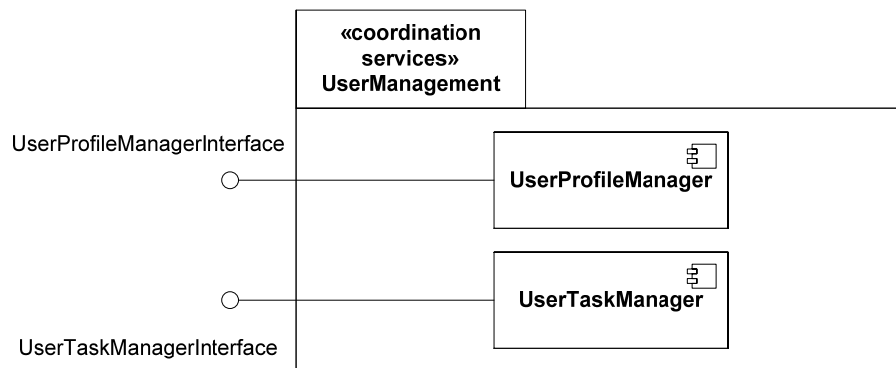 «coordination
services»
UserManagement
UserProfileManagerInterface
UserProfileManager
UserTaskManager
UserTaskManagerInterface